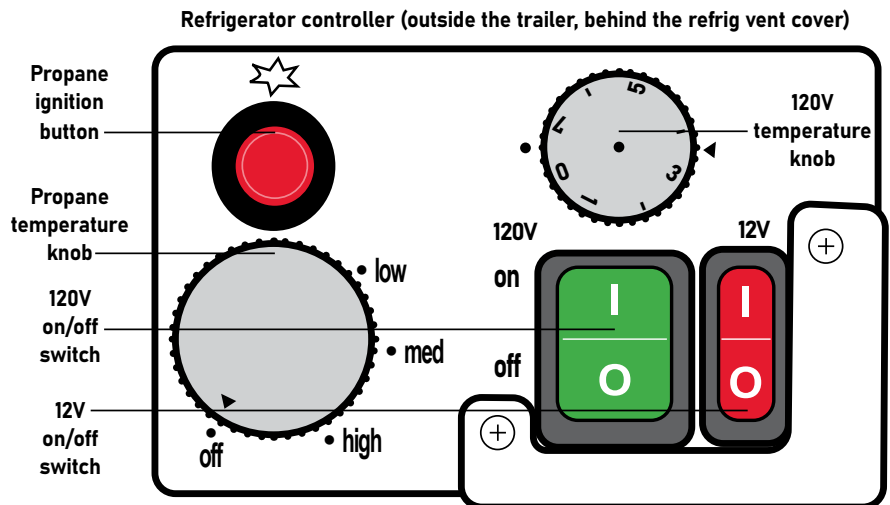 Refrigerator controller (outside the trailer, behind the refrig vent cover)
Propane
ignition
button
Propane
temperature
knob
120V
on/off
switch
12V
on/off
switch
low
med
high
off
5
7
0
1
3
120V
temperature
knob
120V
12V
on
off
I
O
I
O